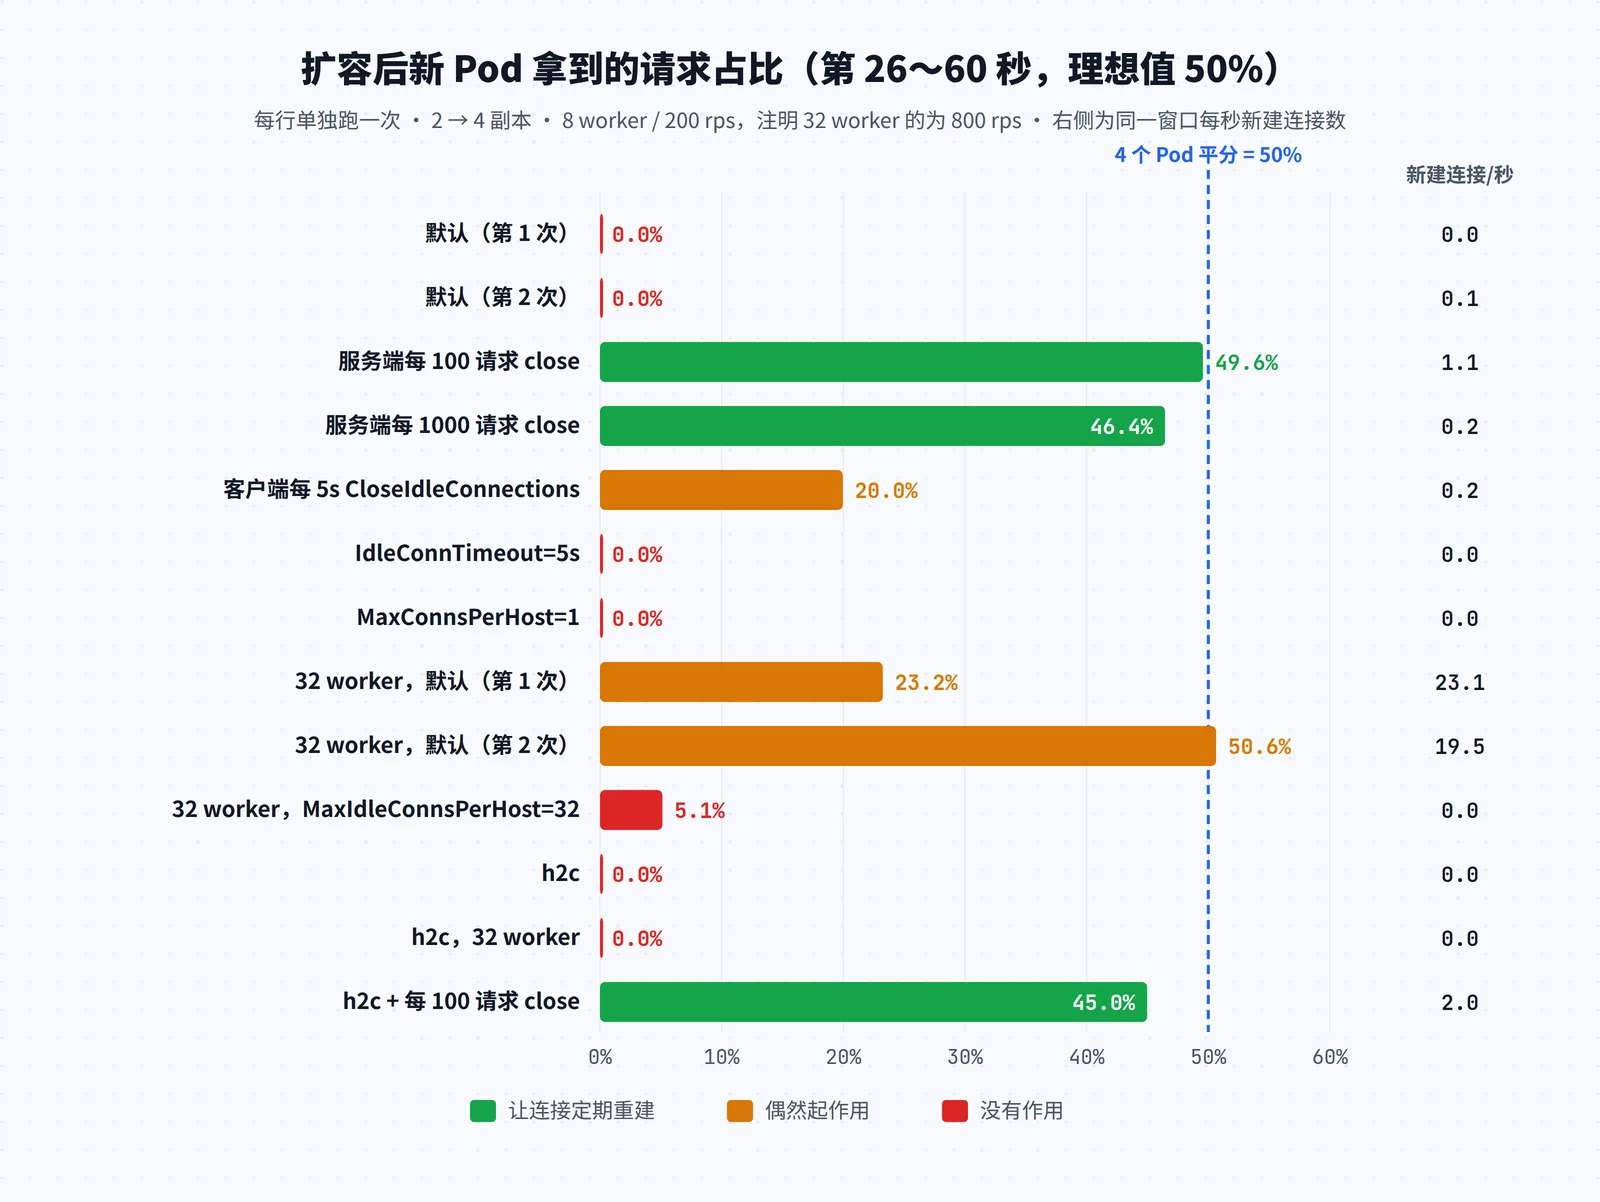 扩容后新 Pod 拿到的请求占比（第 26～60 秒，理想值 50%）
每行单独跑一次 • 2 → 4 副本 • 8 worker / 200 rps，注明 32 worker 的为 800 rps • 右侧为同一窗口每秒新建连接数
4 个 Pod 平分 = 50%
新建连接/秒
默认（第 1 次） 0.0% 0.0
默认（第 2 次） 0.0% 0.1
服务端每 100 请求 close 49.6% 1.1
服务端每 1000 请求 close 46.4% 0.2
客户端每 5s CloseIdleConnections 20.0% 0.2
IdleConnTimeout=5s 0.0% 0.0
MaxConnsPerHost=1 0.0% 0.0
32 worker，默认（第 1 次） 23.2% 23.1
32 worker，默认（第 2 次） 50.6% 19.5
32 worker，MaxIdleConnsPerHost=32 5.1% 0.0
h2c 0.0% 0.0
h2c，32 worker 0.0% 0.0
h2c + 每 100 请求 close 45.0% 2.0
0% 10% 20% 30% 40% 50% 60%
让连接定期重建 偶然起作用 没有作用